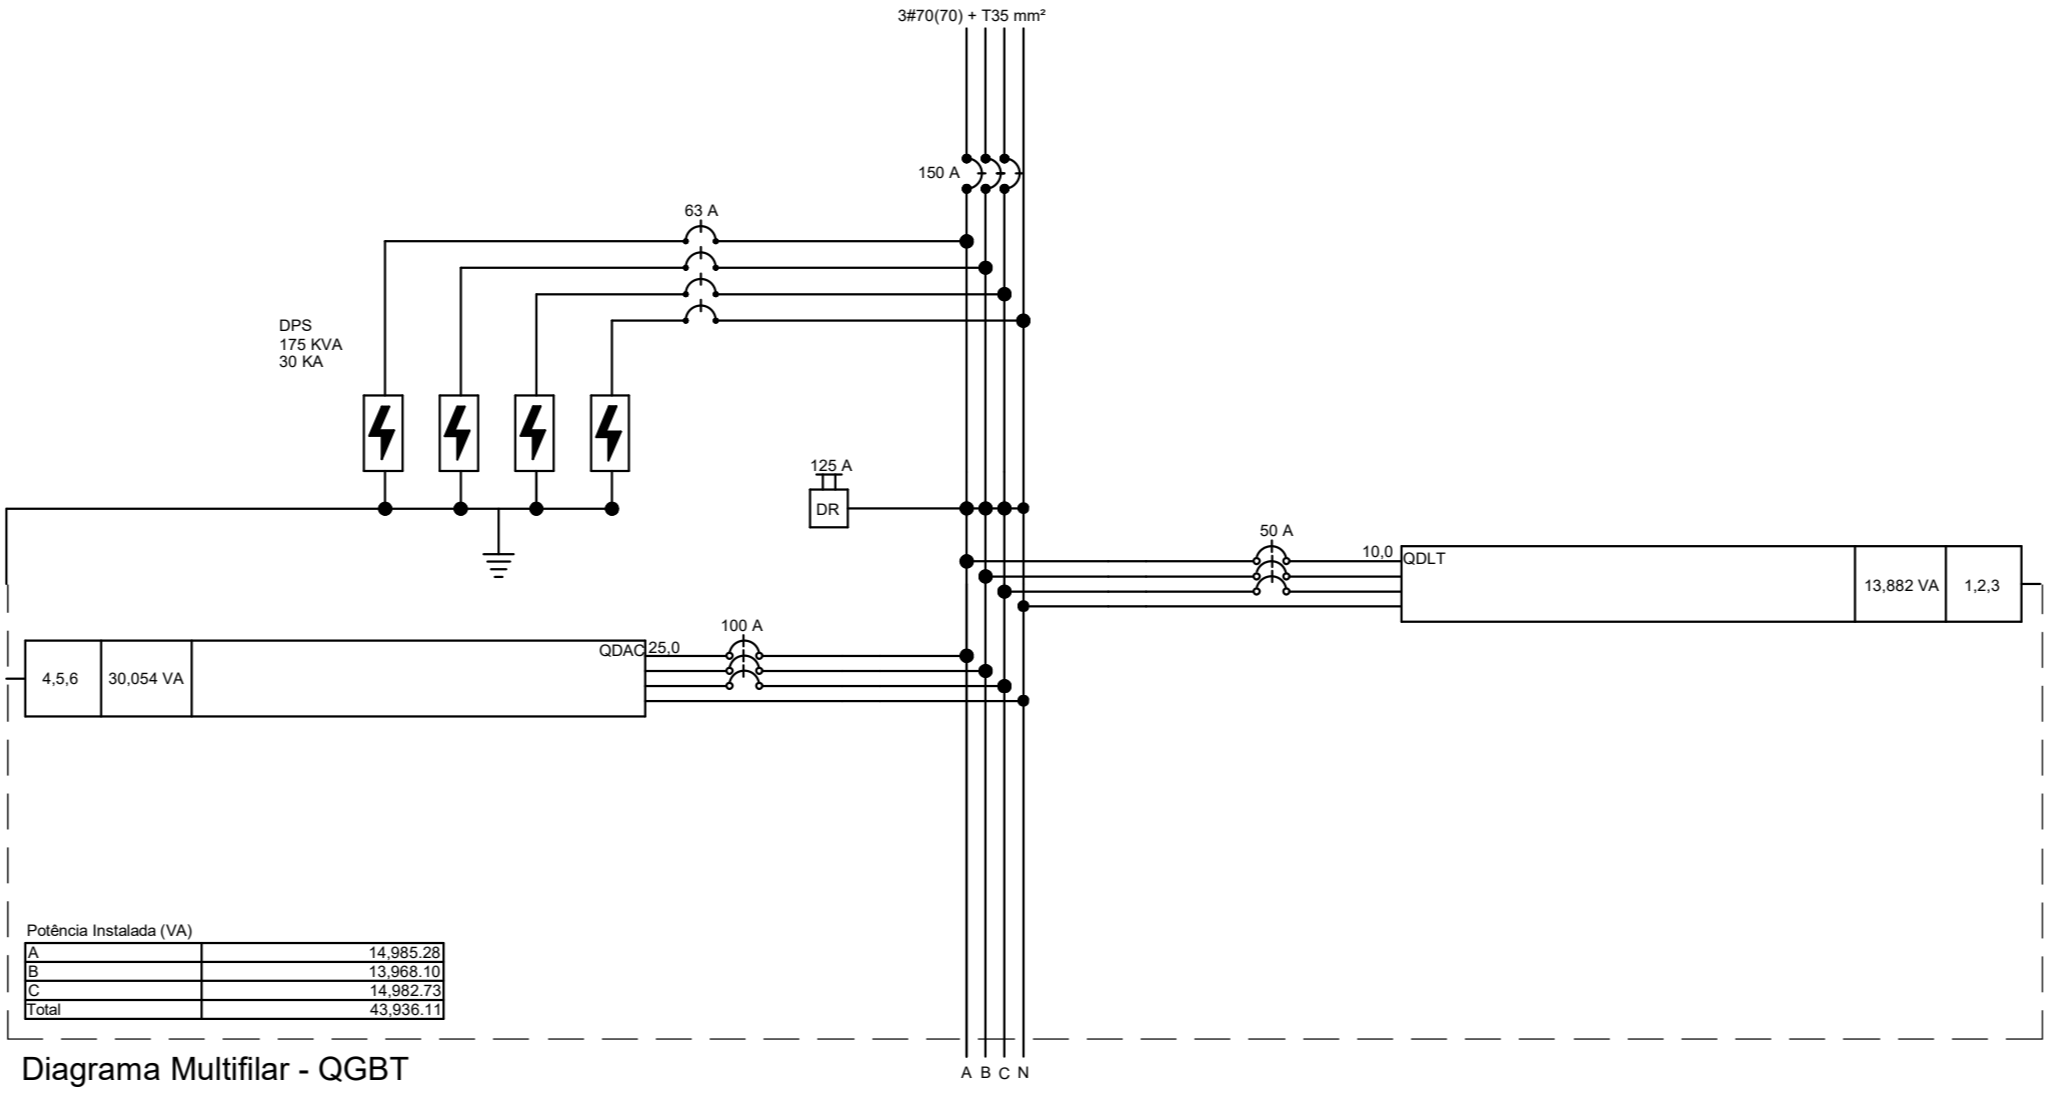 3#70(70) + T35 mm²
150 A
63 A
DPS
175 KVA
30 KA
125 A
DR
50 A
10,0
QDLT
13,882 VA
1,2,3
100 A
QDAC
25,0
4,5,6
30,054 VA
Potência Instalada (VA)
A 14,985.28
B 13,968.10
C 14,982.73
Total 43,936.11
Diagrama Multifilar - QGBT
A B C N